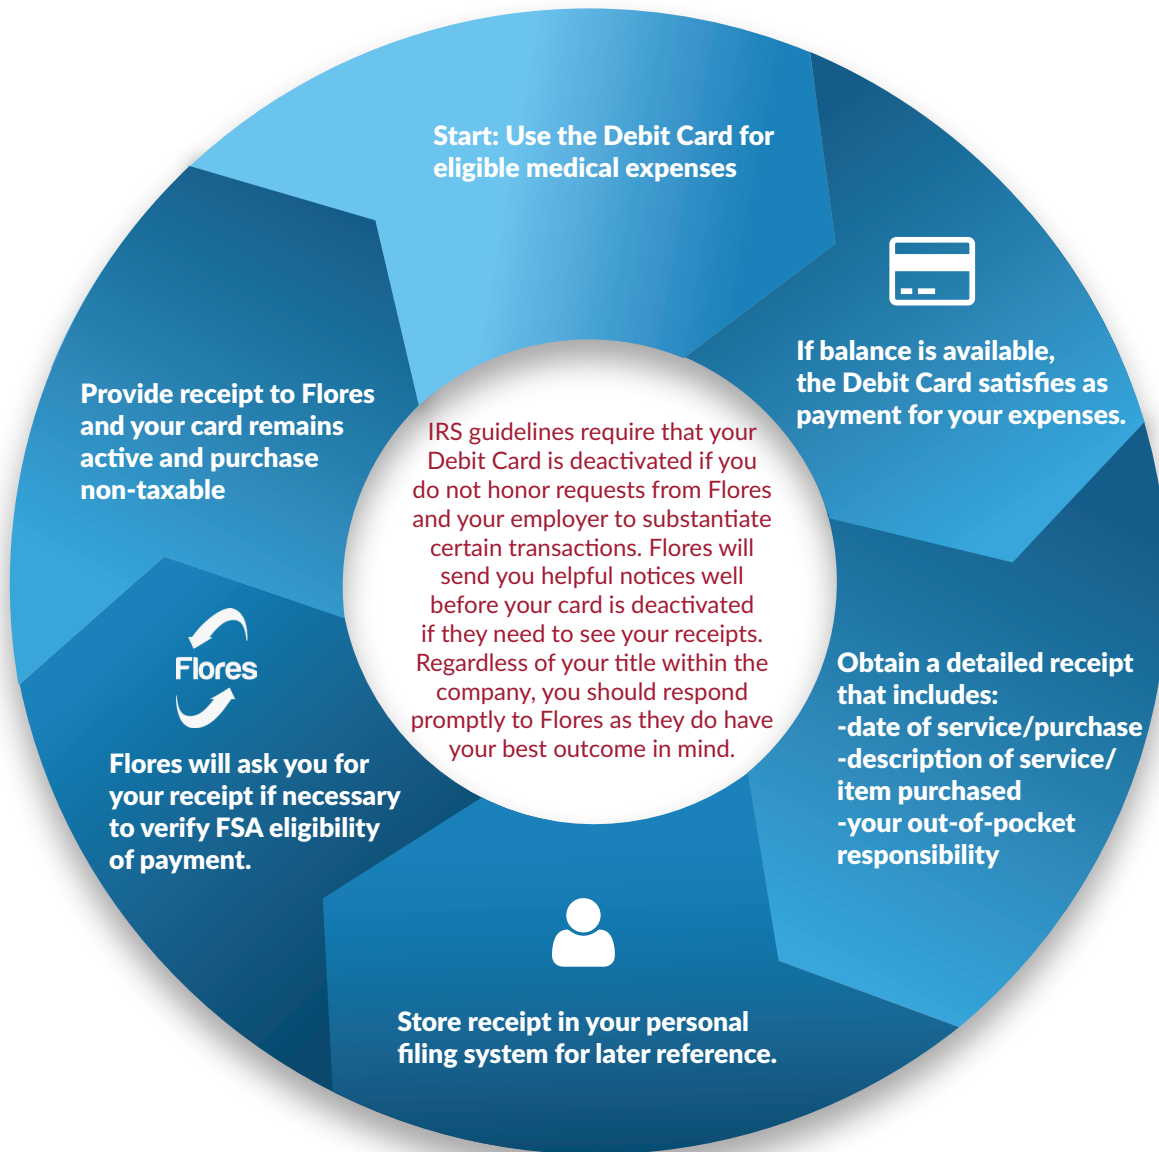 Start: Use the Debit Card for
eligible medical expenses
If balance is available,
the Debit Card satisfies as
payment for your expenses.
Obtain a detailed receipt
that includes:
-date of service/purchase
-description of service/
item purchased
-your out-of-pocket
responsibility
Store receipt in your personal
filing system for later reference.
Flores
Flores will ask you for
your receipt if necessary
to verify FSA eligibility
of payment.
Provide receipt to Flores
and your card remains
active and purchase
non-taxable
IRS guidelines require that your
Debit Card is deactivated if you
do not honor requests from Flores
and your employer to substantiate
certain transactions. Flores will
send you helpful notices well
before your card is deactivated
if they need to see your receipts.
Regardless of your title within the
company, you should respond
promptly to Flores as they do have
your best outcome in mind.